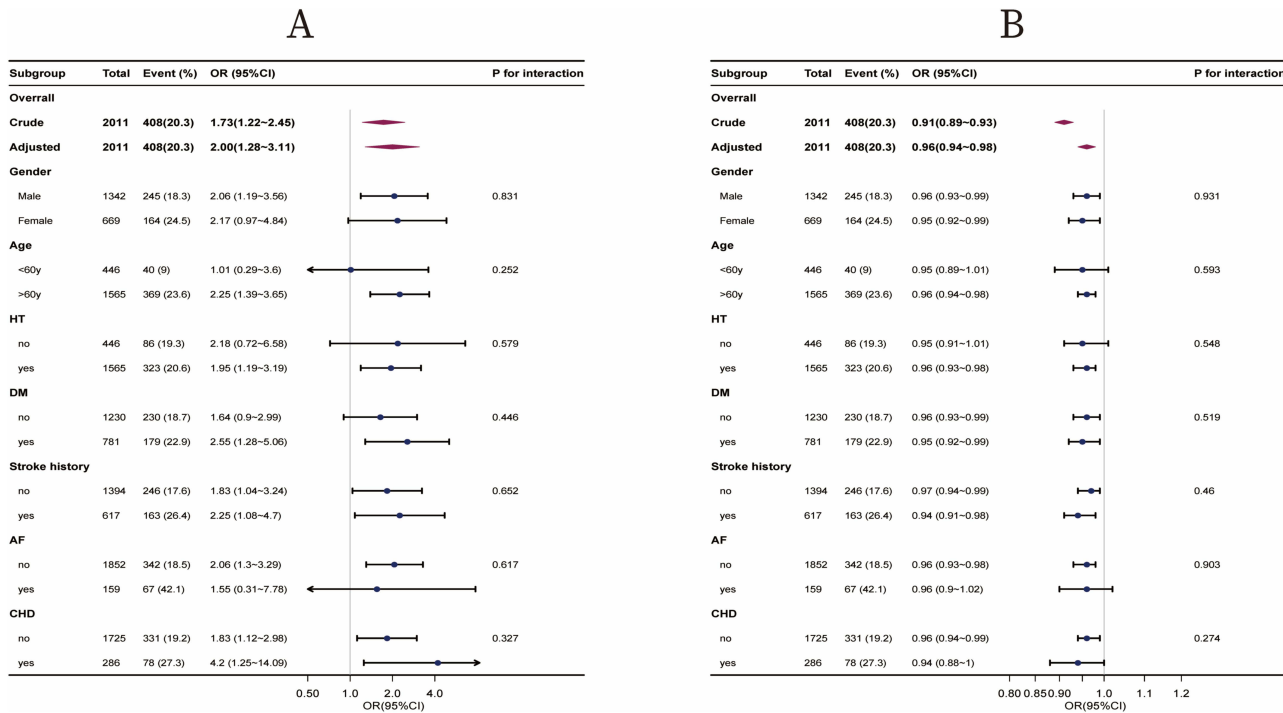 A
Subgroup Total Event (%) OR (95%CI) P for interaction
Overrall
Crude 2011 408(20.3) 1.73(1.22~2.45)
Adjusted 2011 408(20.3) 2.00(1.28~3.11)
Gender
Male 1342 245 (18.3) 2.06 (1.19~3.56) 0.831
Female 669 164 (24.5) 2.17 (0.97~4.84)
Age
<60y 446 40 (9) 1.01 (0.29~3.6) 0.252
>60y 1565 369 (23.6) 2.25 (1.39~3.65)
HT
no 446 86 (19.3) 2.18 (0.72~6.58) 0.579
yes 1565 323 (20.6) 1.95 (1.19~3.19)
DM
no 1230 230 (18.7) 1.64 (0.9~2.99) 0.446
yes 781 179 (22.9) 2.55 (1.28~5.06)
Stroke history
no 1394 246 (17.6) 1.83 (1.04~3.24) 0.652
yes 617 163 (26.4) 2.25 (1.08~4.7)
AF
no 1852 342 (18.5) 2.06 (1.3~3.29) 0.617
yes 159 67 (42.1) 1.55 (0.31~7.78)
CHD
no 1725 331 (19.2) 1.83 (1.12~2.98) 0.327
yes 286 78 (27.3) 4.2 (1.25~14.09)
0.50 1.0 2.0 4.0
OR(95%CI)
B
Subgroup Total Event (%) OR (95%CI) P for interaction
Overrall
Crude 2011 408(20.3) 0.91(0.89~0.93)
Adjusted 2011 408(20.3) 0.96(0.94~0.98)
Gender
Male 1342 245 (18.3) 0.96 (0.93~0.99) 0.931
Female 669 164 (24.5) 0.95 (0.92~0.99)
Age
<60y 446 40 (9) 0.95 (0.89~1.01) 0.593
>60y 1565 369 (23.6) 0.96 (0.94~0.98)
HT
no 446 86 (19.3) 0.95 (0.91~1.01) 0.548
yes 1565 323 (20.6) 0.96 (0.93~0.98)
DM
no 1230 230 (18.7) 0.96 (0.93~0.99) 0.519
yes 781 179 (22.9) 0.95 (0.92~0.99)
Stroke history
no 1394 246 (17.6) 0.97 (0.94~0.99) 0.46
yes 617 163 (26.4) 0.94 (0.91~0.98)
AF
no 1852 342 (18.5) 0.96 (0.93~0.98) 0.903
yes 159 67 (42.1) 0.96 (0.9~1.02)
CHD
no 1725 331 (19.2) 0.96 (0.94~0.99) 0.274
yes 286 78 (27.3) 0.94 (0.88~1)
0.80 0.85 0.90 1.0 1.1 1.2
OR(95%CI)